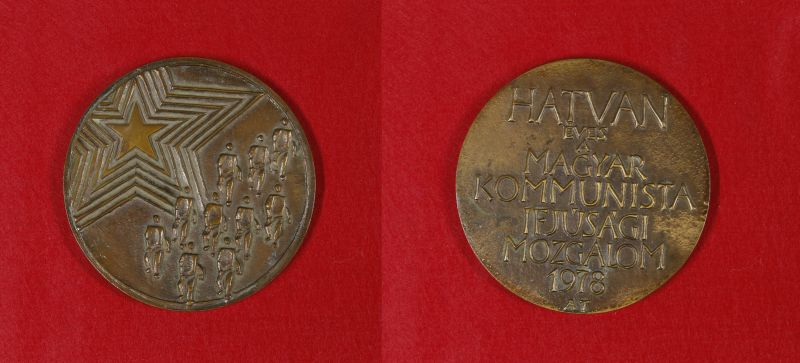 HATVAN
ÉVES
A
MAGYAR
KOMMUNISTA
IFJÚSÁGI
MOZGALOM
1978
A T